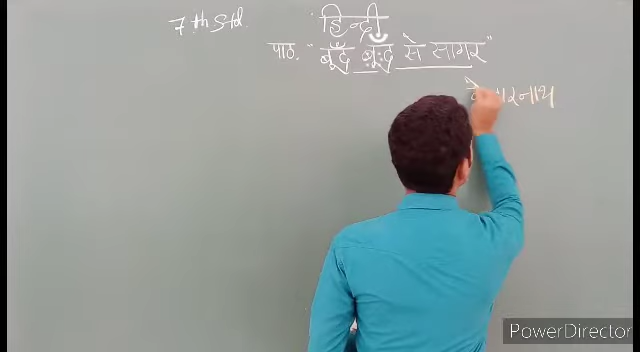 7th Std.
हिन्दी
पाठ. "बूँद बूँद से सागर"
PowerDirector